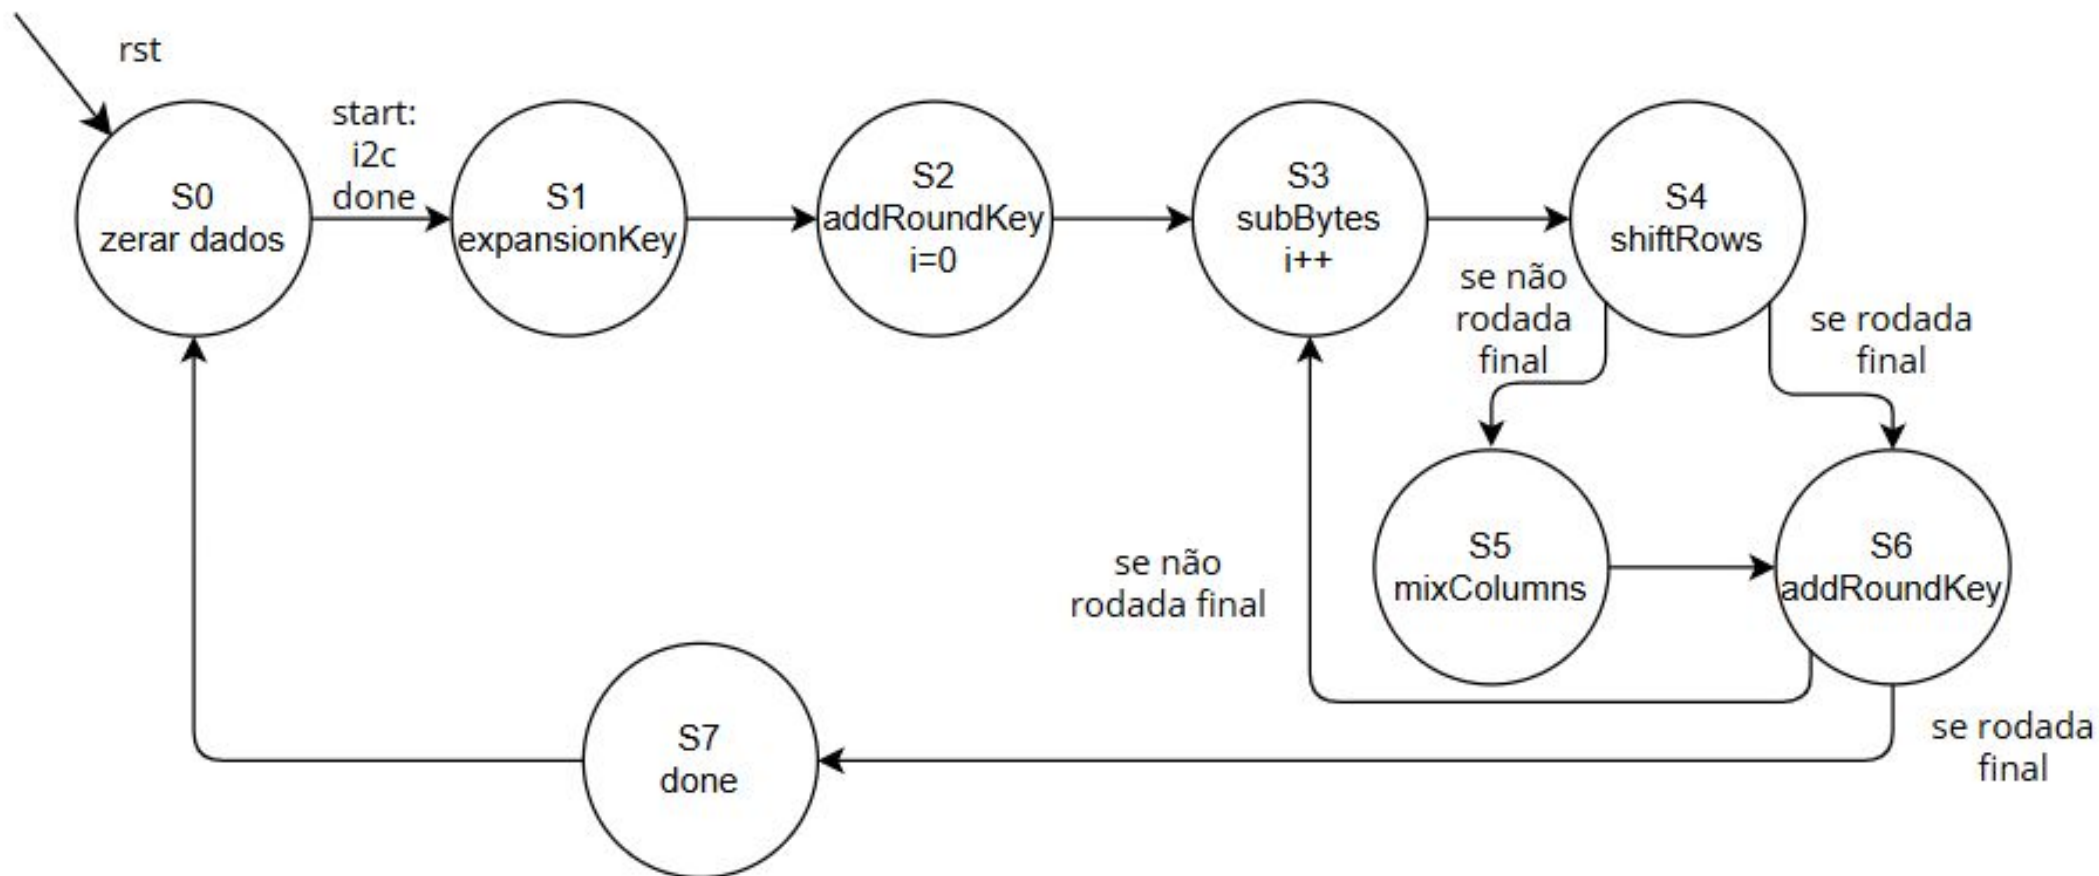 rst
start:
i2c
done
S0
zerar dados
S1
expansionKey
S2
addRoundKey
i=0
S3
subBytes
i++
S4
shiftRows
se não
rodada
final
se rodada
final
S5
mixColumns
S6
addRoundKey
se não
rodada final
S7
done
se rodada
final